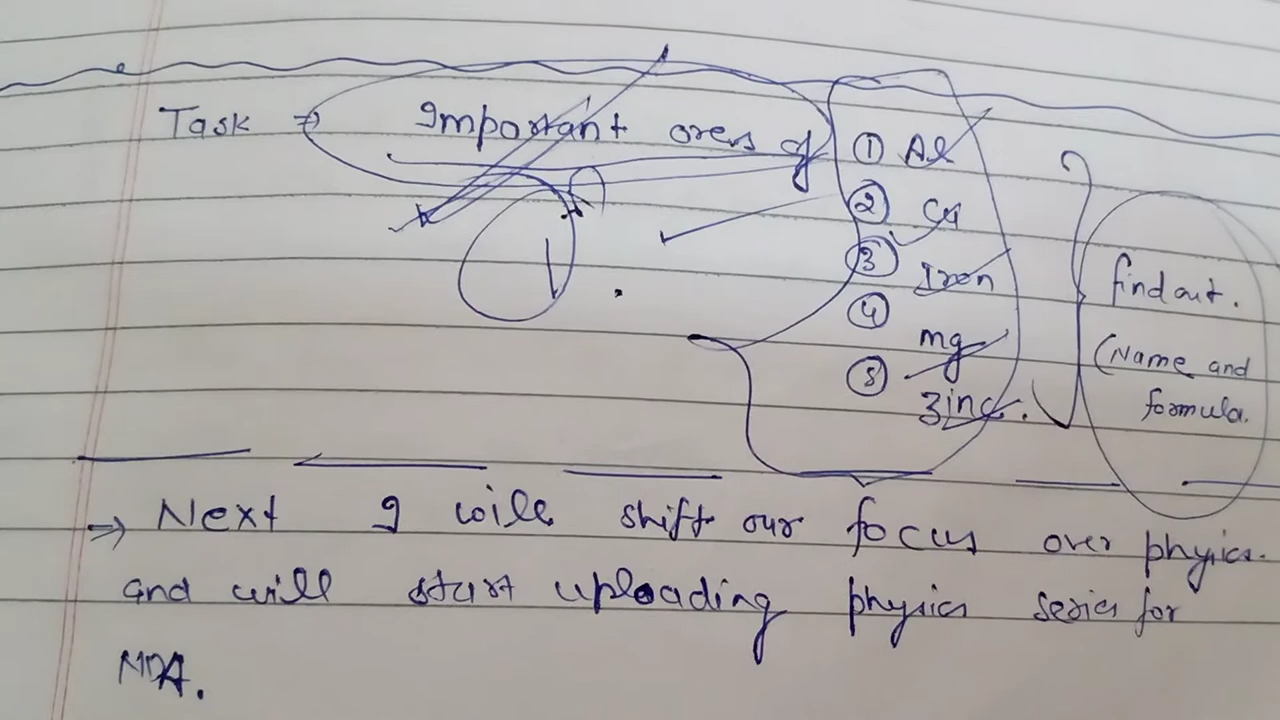 Task ⇒ Important ores of ① Al
② Cu
③ Iron
④ mg
⑤ Zinc.
find out.
(Name and
formula.
⇒ Next I will shift our focus over phyics.
and will start uploading physics series for
NDA.